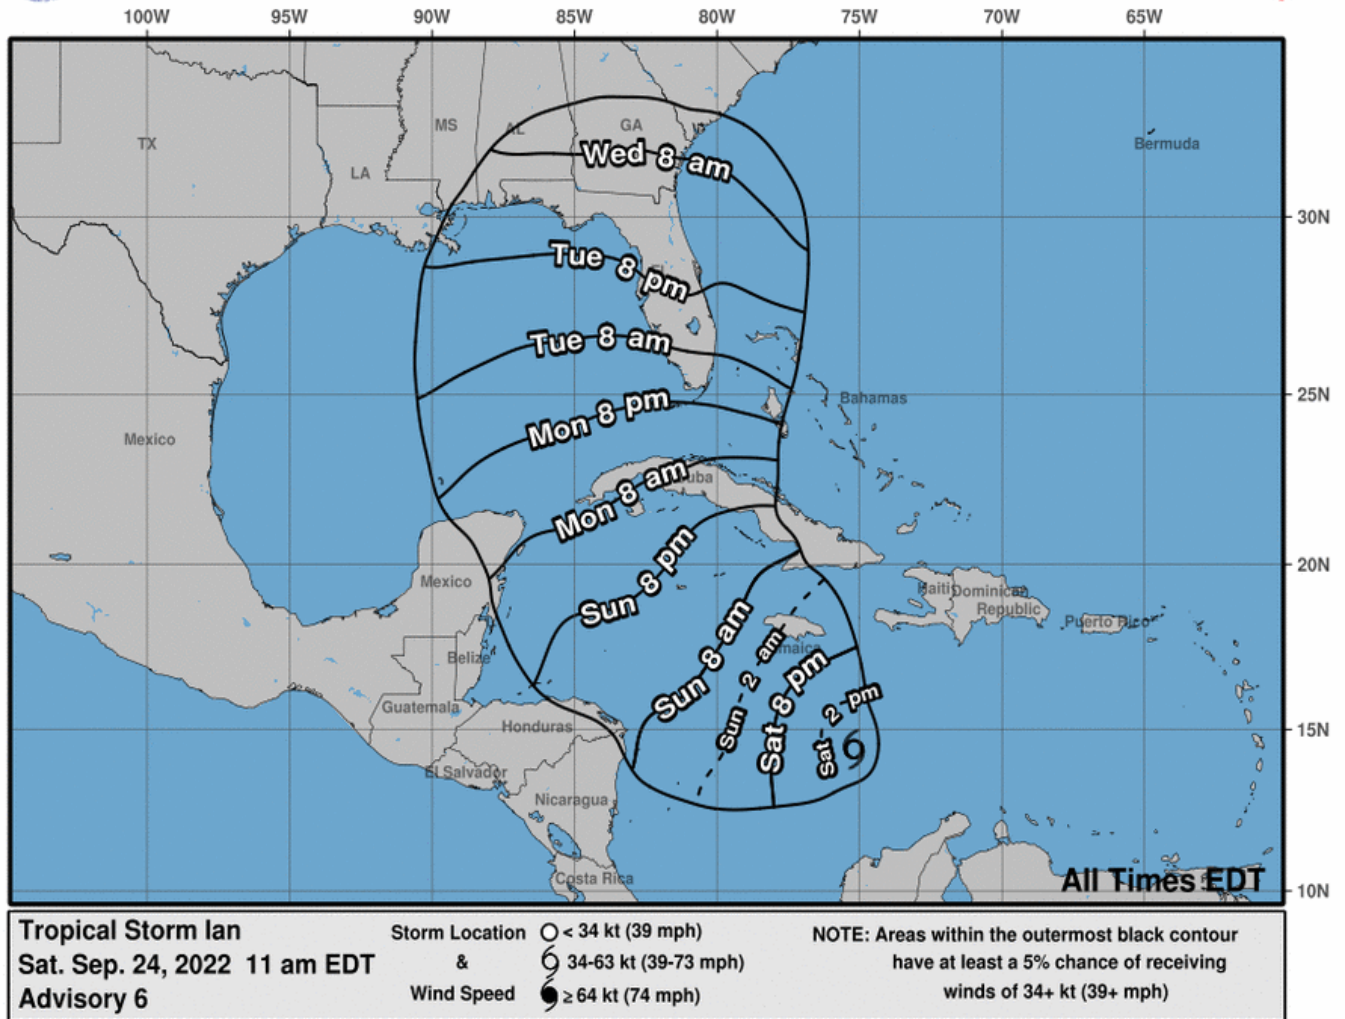 100W 95W 90W 85W 80W 75W 70W 65W
MS AL GA
TX
Wed 8 am
Bermuda
LA
30N
Tue 8 pm
Tue 8 am
25N
Bahamas
Mon 8 pm
Mexico
Mon 8 am
Sun 8 pm
20N
Mexico
Haiti
Dominican
Republic
Puerto Rico
Sun 8 am
Sun 2 am
Belize
Sat 8 pm
Sat 2 pm
Guatemala
Honduras
15N
El Salvador
Nicaragua
Costa Rica
All Times EDT
10N
Tropical Storm Ian
Sat. Sep. 24, 2022 11 am EDT
Advisory 6
Storm Location
&
Wind Speed
< 34 kt (39 mph)
34-63 kt (39-73 mph)
≥ 64 kt (74 mph)
NOTE: Areas within the outermost black contour
have at least a 5% chance of receiving
winds of 34+ kt (39+ mph)